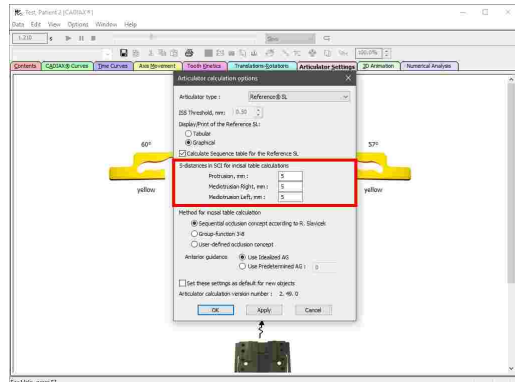 Test, Patient2 (CADIAX®)
Data Edit View Options Window Help
1.210 s
Slow
100.0%
Contents CADIAX® Curves Time Curves Axis Movement Tooth Kinetics Translations-Rotations Articulator Settings 3D Animation Numerical Analysis
Articulator calculation options
Articulator type : Reference® SL
ISS Threshold, mm: 0.50
Display/Print of the Reference SL:
Tabular
Graphical
Calculate Sequence table for the Reference SL
S-distances in SCI for incisal table calculations
Protrusion, mm : 5
Mediotrusion Right, mm : 5
Mediotrusion Left, mm : 5
Method for incisal table calculation
Sequential occlusion concept according to R. Slavicek
Group-function 3-8
User-defined occlusion concept
Anterior guidance Use Idealized AG
Use Predetermined AG : 0
Set these settings as default for new objects
Articulator calculation version number : 2. 49. 0
OK Apply Cancel
60°
yellow
57°
yellow